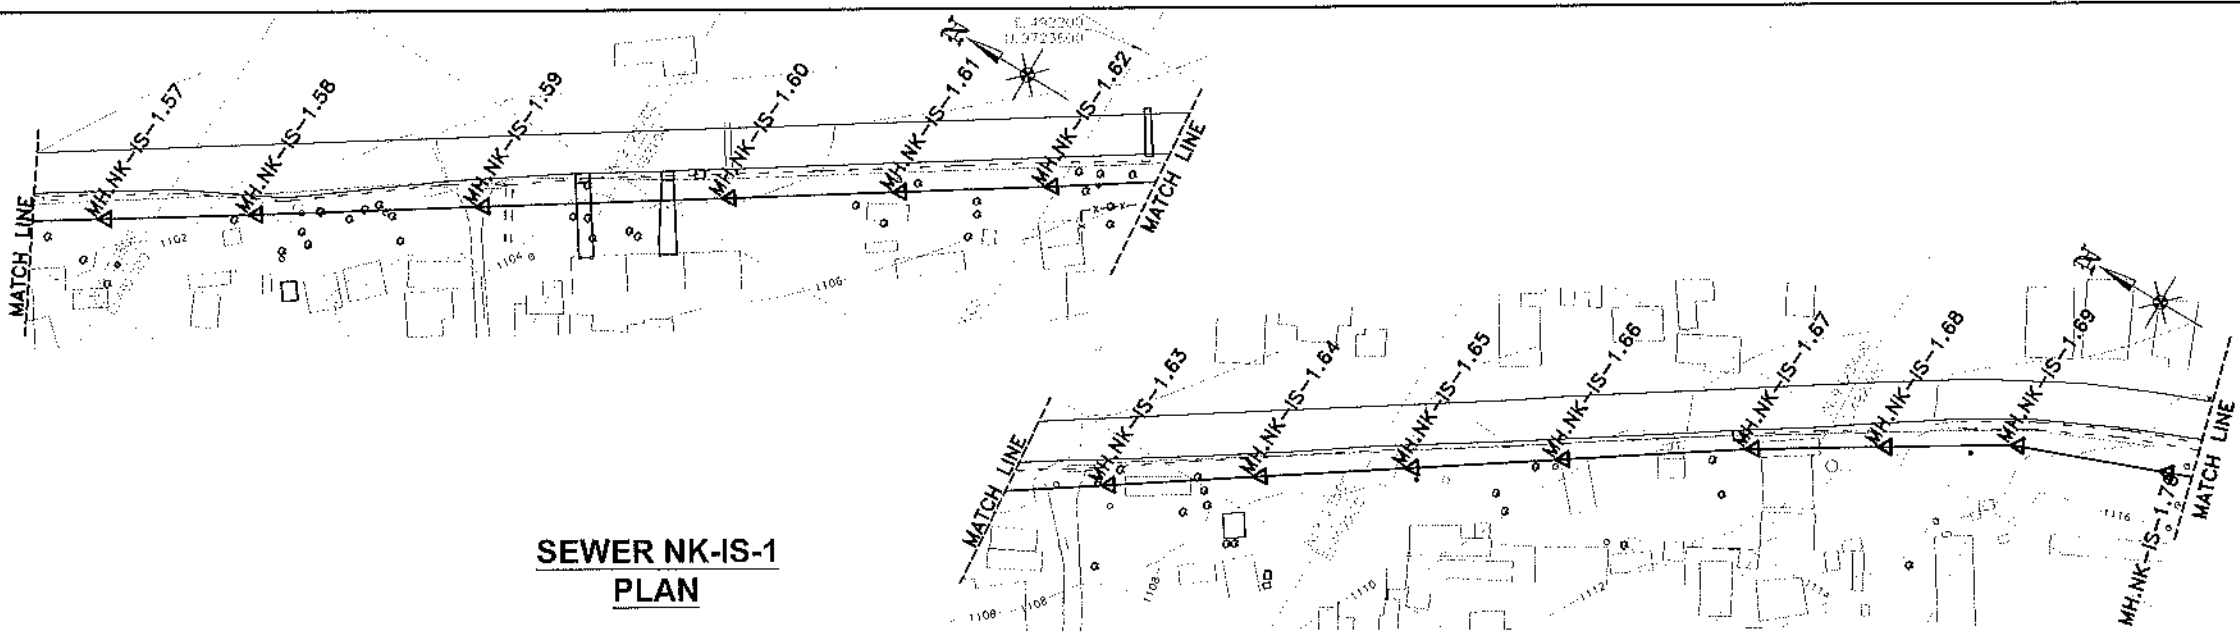 MH.NK-IS-1.57
MH.NK-IS-1.58
MH.NK-IS-1.59
MH.NK-IS-1.60
MH.NK-IS-1.61
MH.NK-IS-1.62
N
MATCH LINE
MATCH LINE
1102
1104
1106
MH.NK-IS-1.63
MH.NK-IS-1.64
MH.NK-IS-1.65
MH.NK-IS-1.66
MH.NK-IS-1.67
MH.NK-IS-1.68
MH.NK-IS-1.69
N
MATCH LINE
MATCH LINE
MH.NK-IS-1.70
1108
1108
1108
1110
1112
1114
1116
SEWER NK-IS-1
PLAN